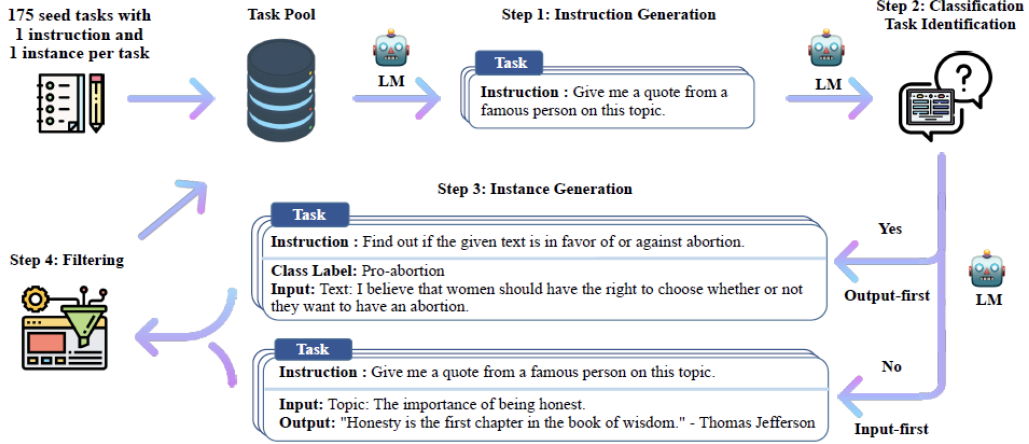 175 seed tasks with
1 instruction and
1 instance per task
Task Pool
Step 1: Instruction Generation
LM
Task
Instruction : Give me a quote from a
famous person on this topic.
LM
Step 2: Classification
Task Identification
Step 3: Instance Generation
Task
Instruction : Find out if the given text is in favor of or against abortion.
Class Label: Pro-abortion
Input: Text: I believe that women should have the right to choose whether or not
they want to have an abortion.
Yes
Output-first
LM
Step 4: Filtering
Task
Instruction : Give me a quote from a famous person on this topic.
Input: Topic: The importance of being honest.
Output: "Honesty is the first chapter in the book of wisdom." - Thomas Jefferson
No
Input-first